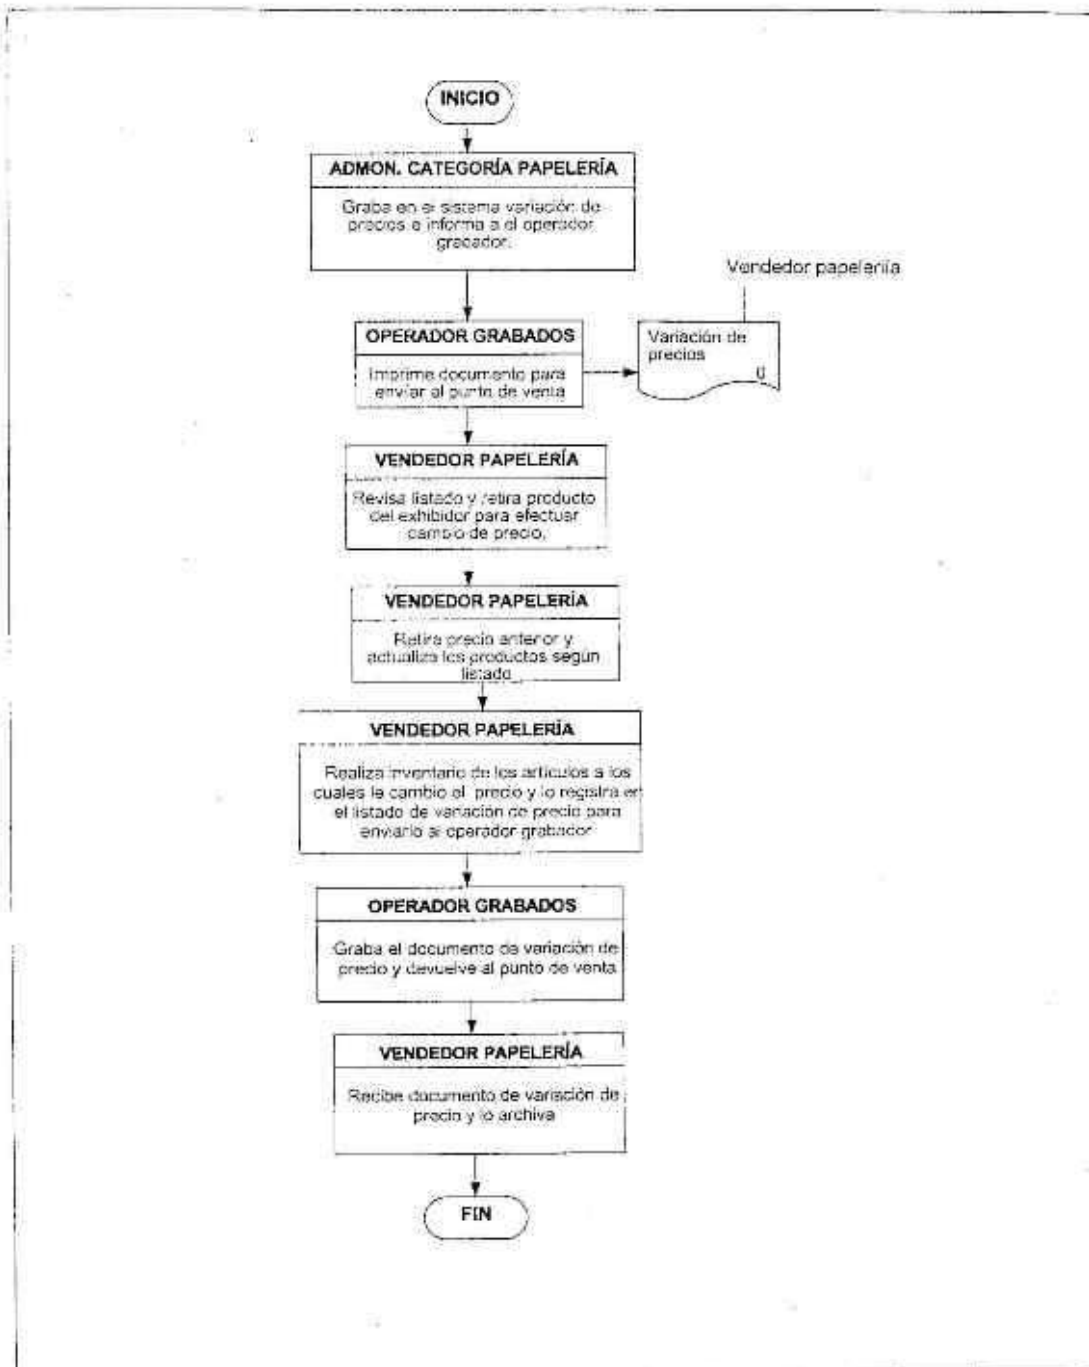 INICIO
ADMON. CATEGORÍA PAPELERÍA
Graba en el sistema variación de
precios e informa a el operador
grabador.
Vendedor papeleriía
OPERADOR GRABADOS
Imprime documento para
envíar al punto de venta
Variación de
precios
0
VENDEDOR PAPELERÍA
Revisa listado y retira producto
del exhibidor para efectuar
cambio de precio.
VENDEDOR PAPELERÍA
Retira precio anterior y
actualiza los productos según
listado
VENDEDOR PAPELERÍA
Realiza inventario de los artículos a los
cuales le cambio el precio y lo registra en
el listado de variación de precio para
enviarlo al operador grabador
OPERADOR GRABADOS
Graba el documento de variación de
precio y devuelve al punto de venta
VENDEDOR PAPELERÍA
Recibe documento de variación de
precio y lo archiva
FIN